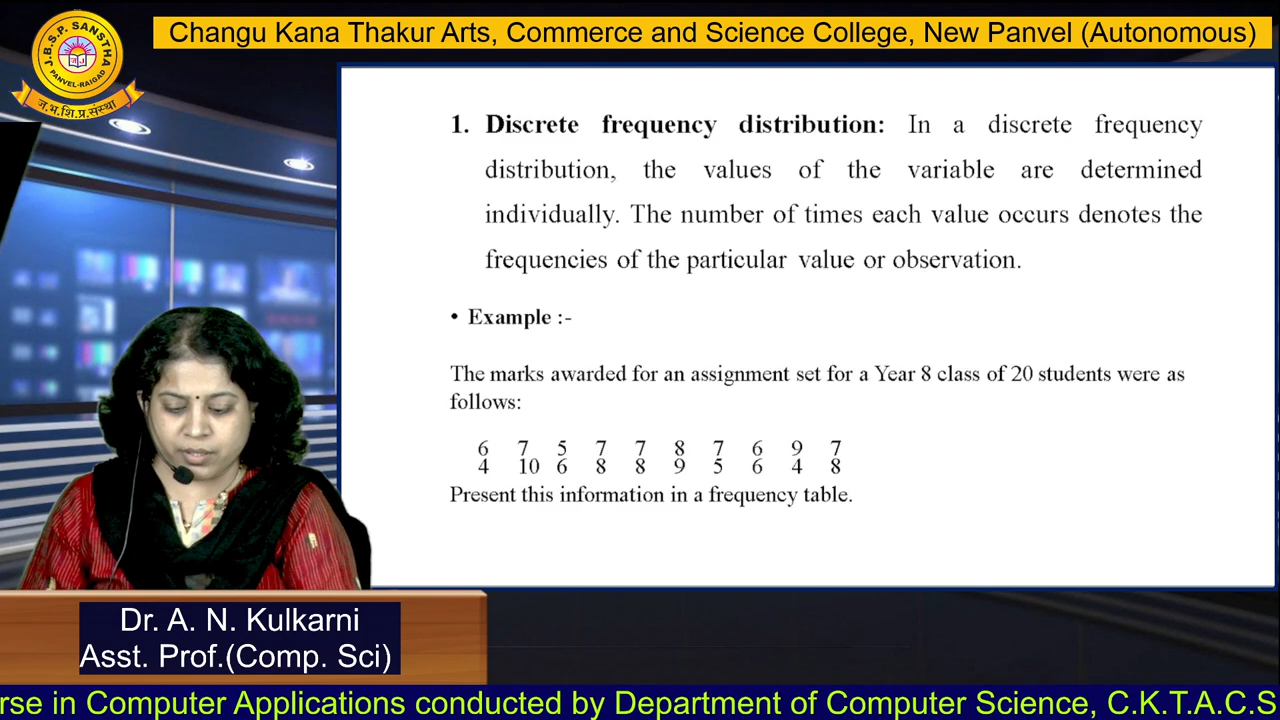 Changu Kana Thakur Arts, Commerce and Science College, New Panvel (Autonomous)
J.B.S.P. SANSTHA
PANVEL-RAIGAD
ज.भ.शि.प्र.संस्था
1. Discrete frequency distribution: In a discrete frequency
distribution, the values of the variable are determined
individually. The number of times each value occurs denotes the
frequencies of the particular value or observation.
• Example :-
The marks awarded for an assignment set for a Year 8 class of 20 students were as
follows:
6 7 5 7 7 8 7 6 9 7
4 10 6 8 8 9 5 6 4 8
Present this information in a frequency table.
Dr. A. N. Kulkarni
Asst. Prof.(Comp. Sci)
rse in Computer Applications conducted by Department of Computer Science, C.K.T.A.C.S